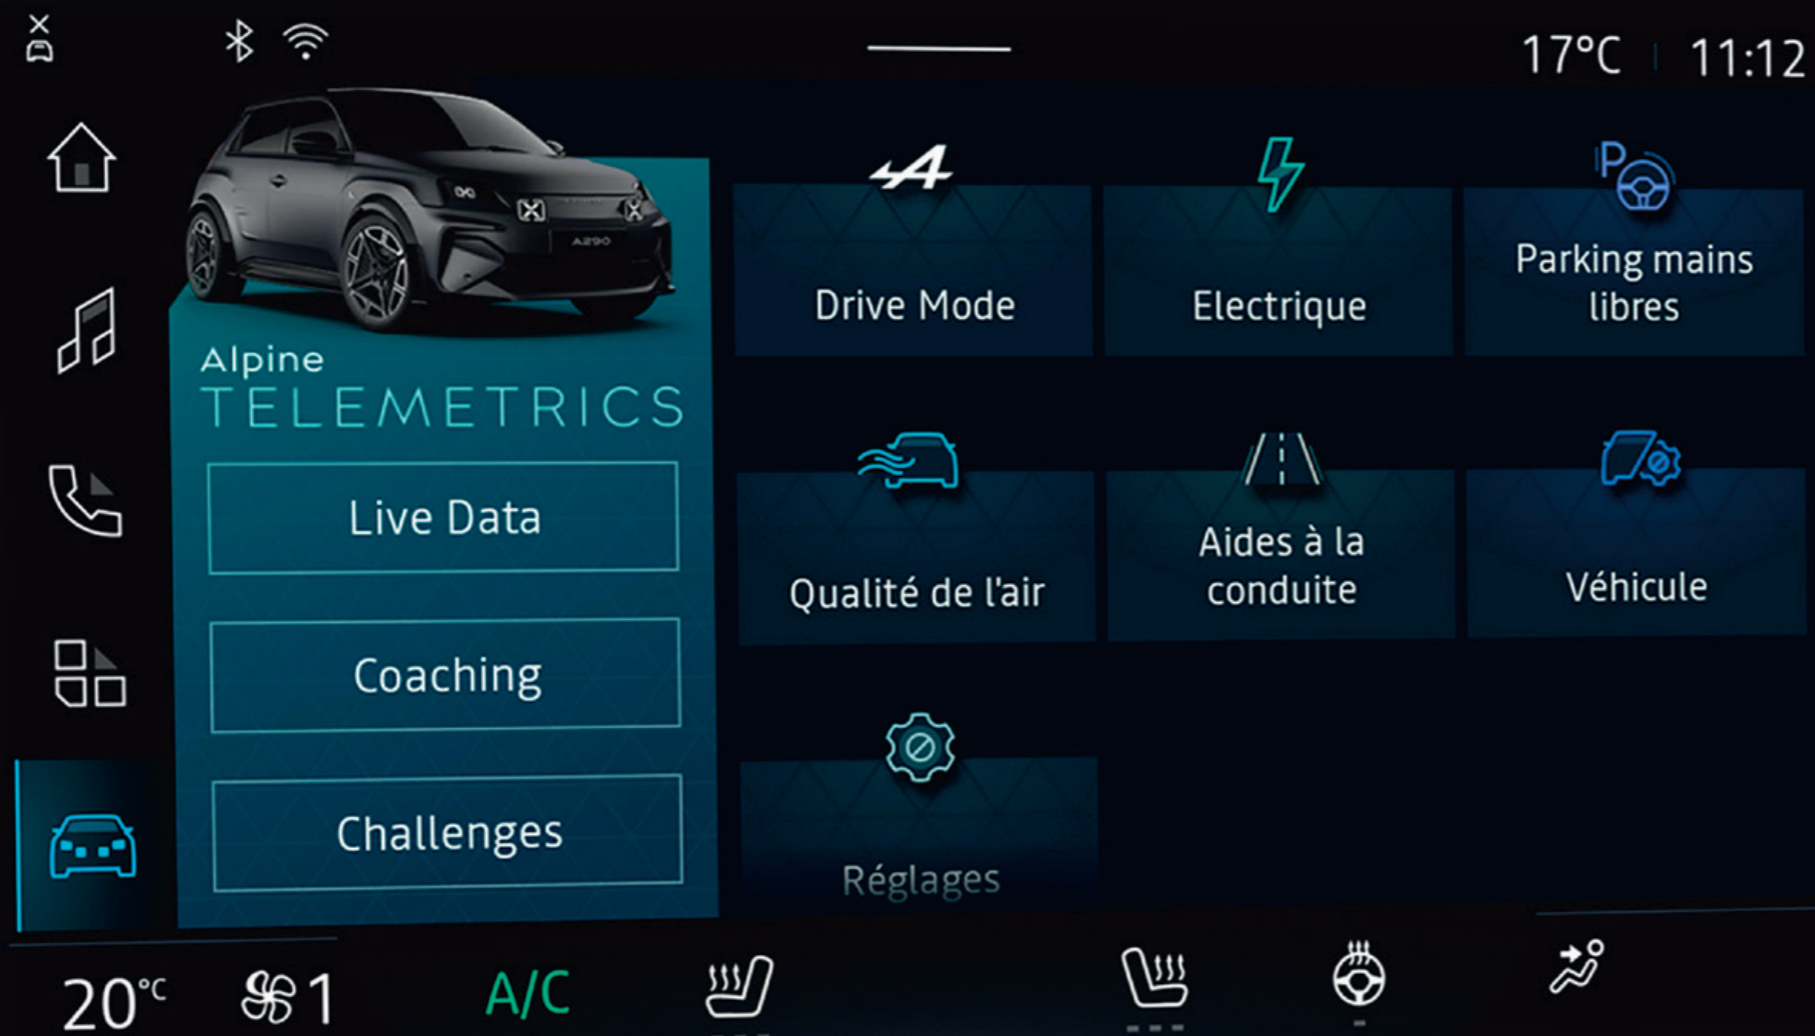 17°C
11:12
A290
Alpine
TELEMETRICS
Live Data
Coaching
Challenges
Drive Mode
Electrique
P
Parking mains
libres
Qualité de l'air
Aides à la
conduite
Véhicule
Réglages
20°C
1
A/C